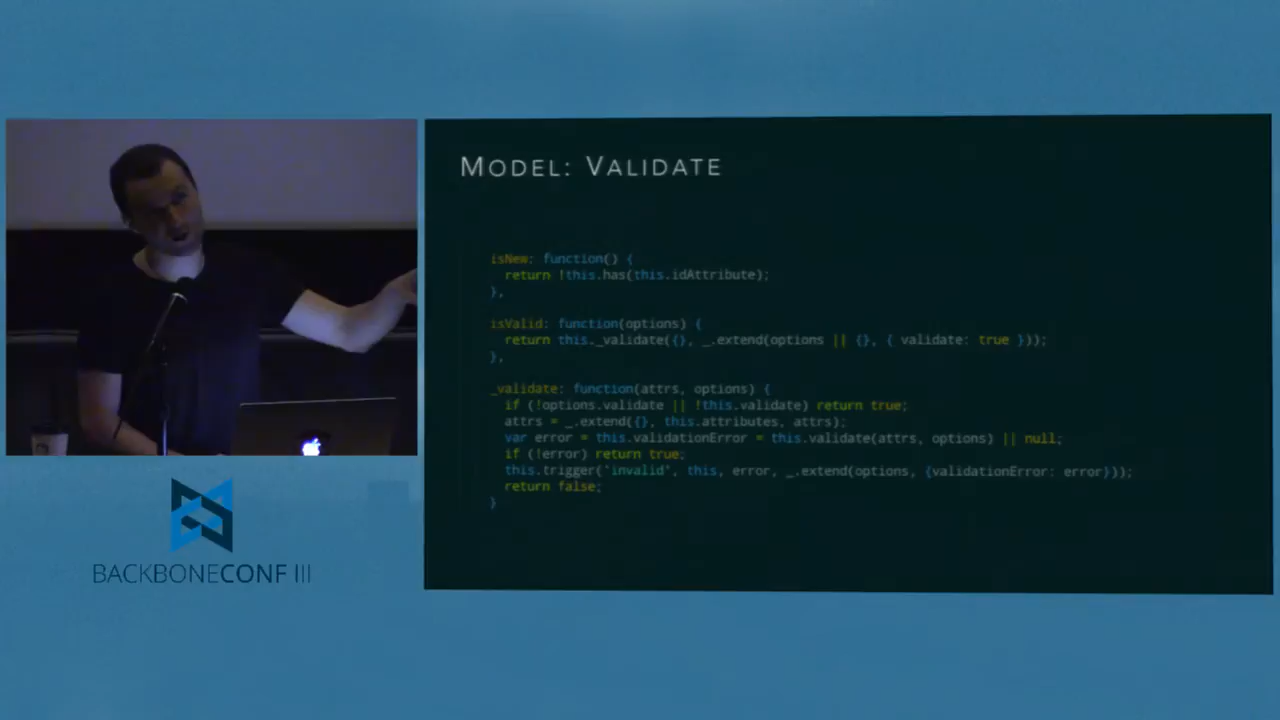 MODEL: VALIDATE
isNew: function() {
return !this.has(this.idAttribute);
},
isValid: function(options) {
return this._validate({}, _.extend(options || {}, { validate: true }));
},
_validate: function(attrs, options) {
if (!options.validate || !this.validate) return true;
attrs = _.extend({}, this.attributes, attrs);
var error = this.validationError = this.validate(attrs, options) || null;
if (!error) return true;
this.trigger('invalid', this, error, _.extend(options, {validationError: error}));
return false;
}
BACKBONECONF III